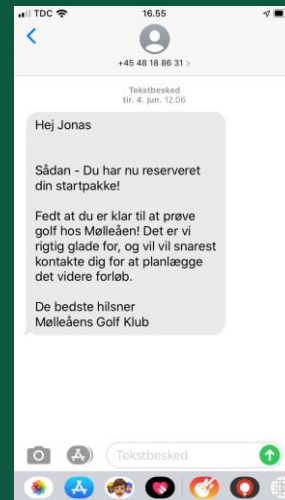 TDC
16.55
+45 48 18 86 31 >
Tekstbesked
tir. 4. jun. 12.06
Hej Jonas
Sådan - Du har nu reserveret
din startpakke!
Fedt at du er klar til at prøve
golf hos Mølleåen! Det er vi
rigtig glade for, og vil vil snarest
kontakte dig for at planlægge
det videre forløb.
De bedste hilsner
Mølleåens Golf Klub
Tekstbesked